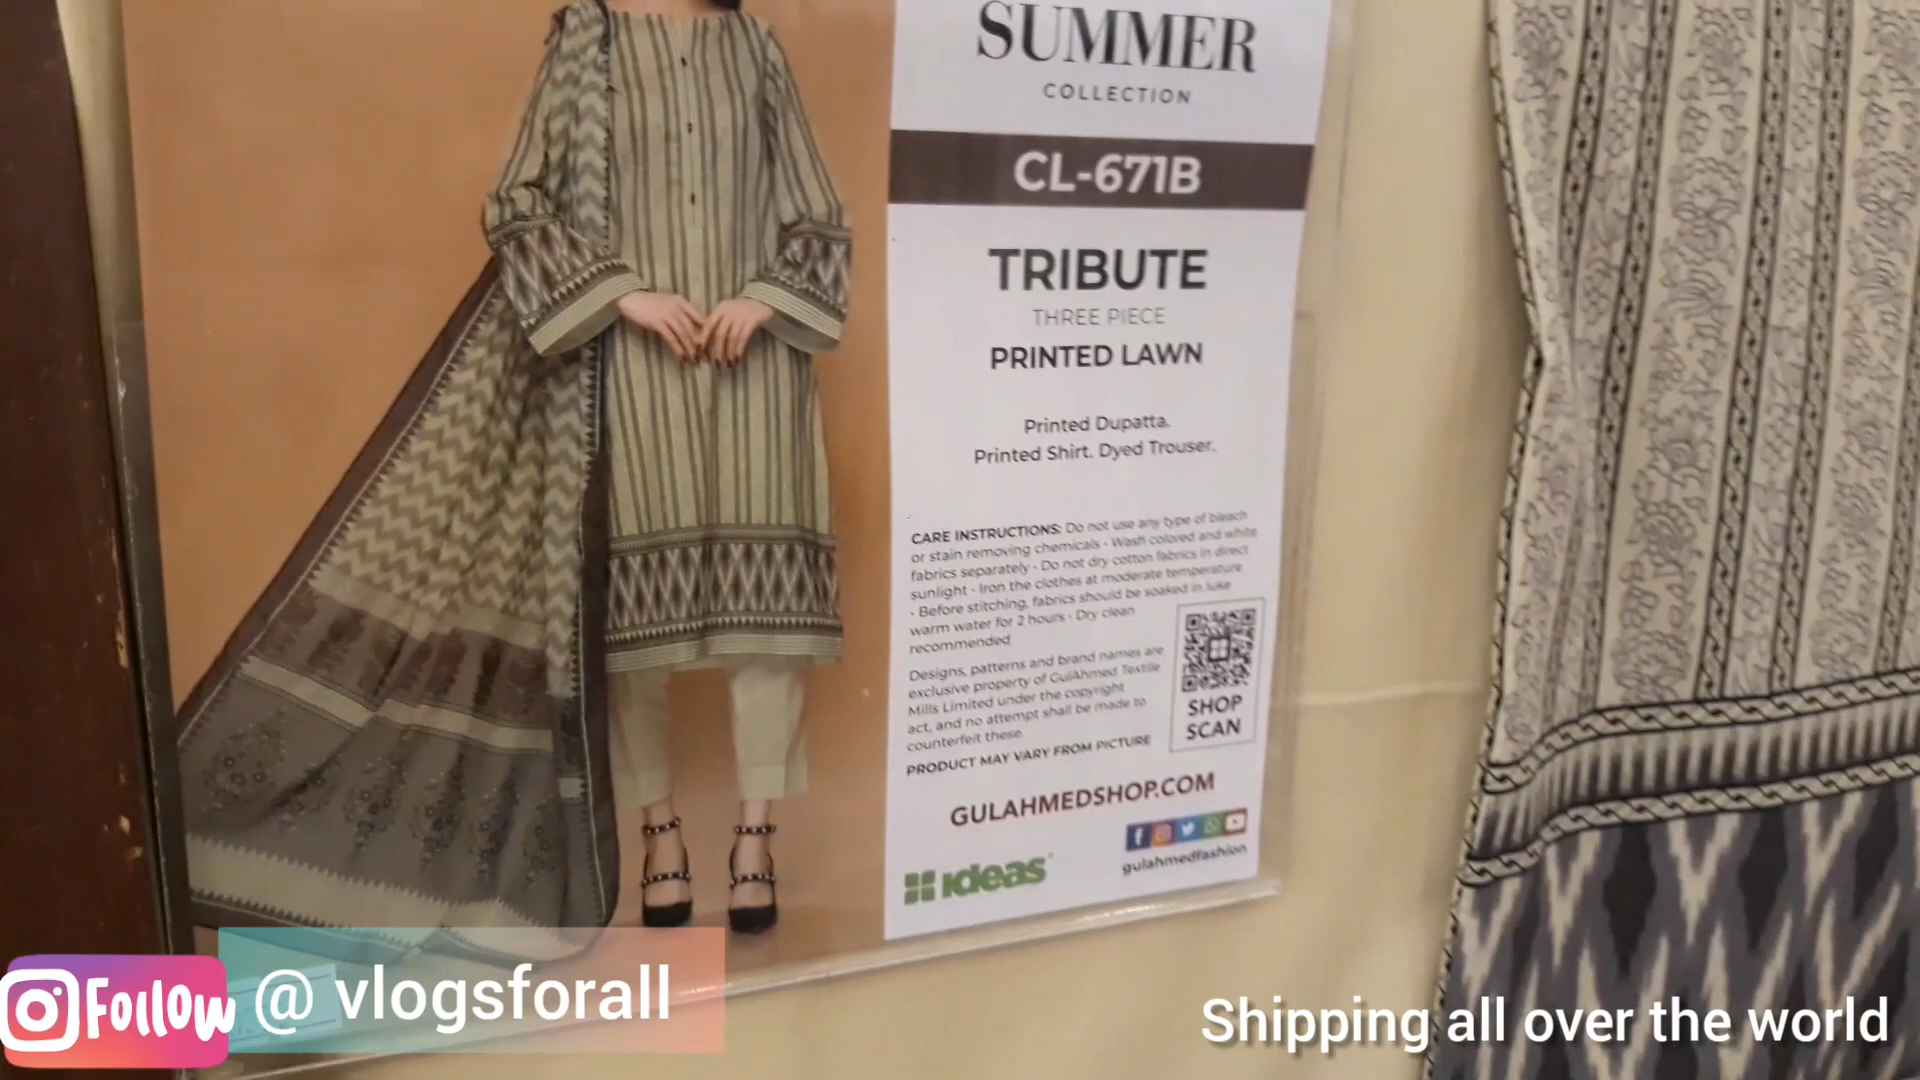 SUMMER
COLLECTION
CL-671B
TRIBUTE
THREE PIECE
PRINTED LAWN
Printed Dupatta.
Printed Shirt. Dyed Trouser.
CARE INSTRUCTIONS: Do not use any type of bleach
or stain removing chemicals - Wash colored and white
fabrics separately - Do not dry cotton fabrics in direct
sunlight - Iron the clothes at moderate temperature
- Before stitching, fabrics should be soaked in luke
warm water for 2 hours - Dry clean
recommended
Designs, patterns and brand names are
exclusive property of GulAhmed Textile
Mills Limited under the copyright
act, and no attempt shall be made to
counterfeit these.
PRODUCT MAY VARY FROM PICTURE
SHOP
SCAN
GULAHMEDSHOP.COM
ideas
gulahmedfashion
Follow @ vlogsforall
Shipping all over the world